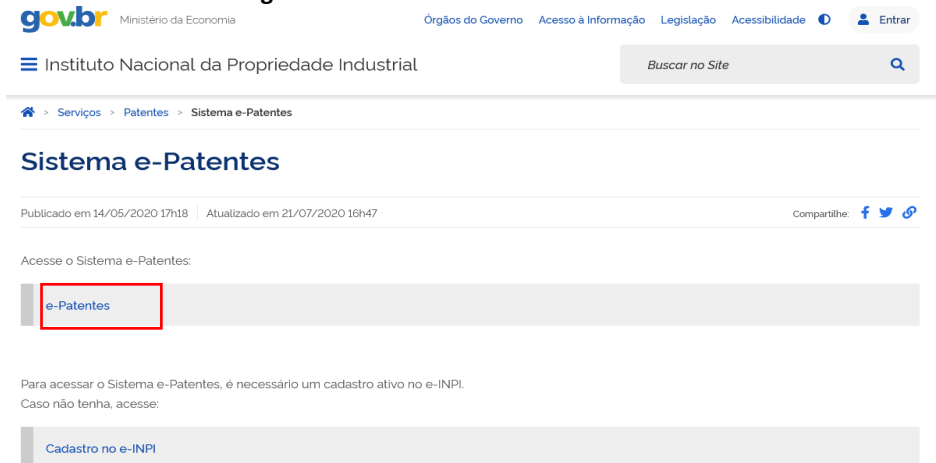 gov.br Ministério da Economia Órgãos do Governo Acesso à Informação Legislação Acessibilidade Entrar
Instituto Nacional da Propriedade Industrial Buscar no Site
> Serviços > Patentes > Sistema e-Patentes
Sistema e-Patentes
Publicado em 14/05/2020 17h18 Atualizado em 21/07/2020 16h47 Compartilhe:
Acesse o Sistema e-Patentes:
e-Patentes
Para acessar o Sistema e-Patentes, é necessário um cadastro ativo no e-INPI.
Caso não tenha, acesse:
Cadastro no e-INPI